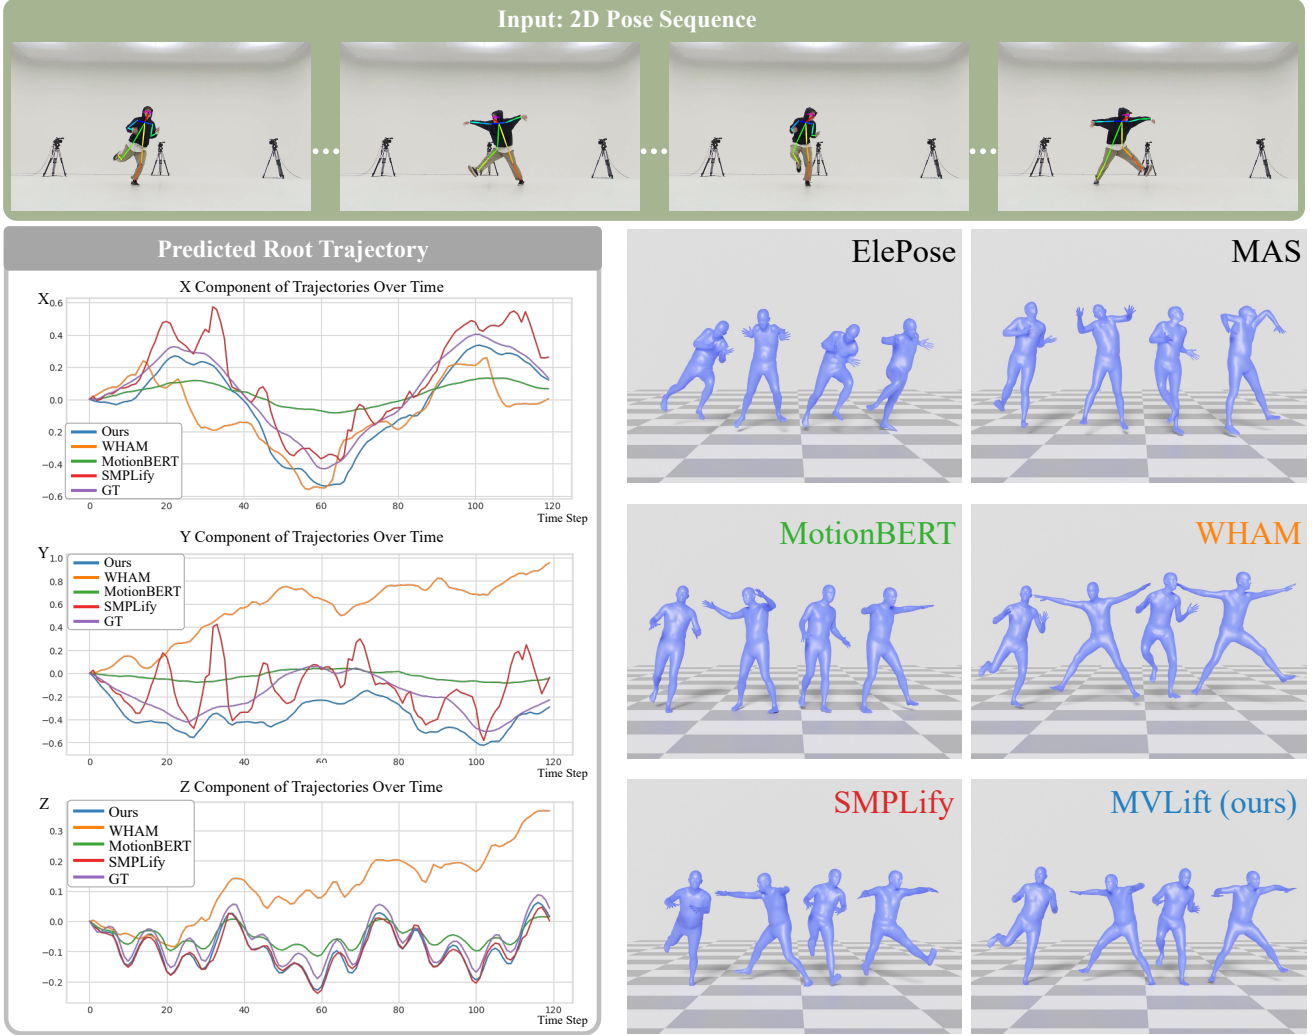 Input: 2D Pose Sequence
... ... ...
Predicted Root Trajectory
X Component of Trajectories Over Time
X
0.6
0.4
0.2
0.0
0.2
−0.4
−0.6
Ours
WHAM
MotionBERT
SMPLify
GT
0 20 40 60 80 100 120
Time Step
Y Component of Trajectories Over Time
Y
1.0
0.8
0.6
0.4
0.2
0.0
−0.2
−0.4
−0.6
Ours
WHAM
MotionBERT
SMPLify
GT
0 20 40 60 80 100 120
Time Step
Z Component of Trajectories Over Time
Z
0.3
0.2
0.1
0.0
−0.1
−0.2
Ours
WHAM
MotionBERT
SMPLify
GT
0 20 40 60 80 100 120
Time Step
ElePose
MAS
MotionBERT
WHAM
SMPLify
MVLift (ours)